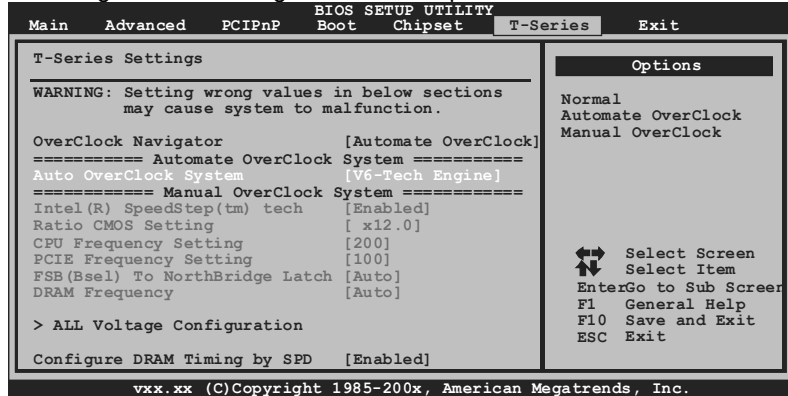 BIOS SETUP UTILITY
Main Advanced PCIPnP Boot Chipset T-Series Exit
T-Series Settings
WARNING: Setting wrong values in below sections
may cause system to malfunction.
OverClock Navigator [Automate OverClock]
=========== Automate OverClock System ===========
Auto OverClock System [V6-Tech Engine]
============ Manual OverClock System ============
Intel(R) SpeedStep(tm) tech [Enabled]
Ratio CMOS Setting [ x12.0]
CPU Frequency Setting [200]
PCIE Frequency Setting [100]
FSB(Bsel) To NorthBridge Latch [Auto]
DRAM Frequency [Auto]
> ALL Voltage Configuration
Configure DRAM Timing by SPD [Enabled]
Options
Normal
Automate OverClock
Manual OverClock
Select Screen
Select Item
EnterGo to Sub Screen
F1 General Help
F10 Save and Exit
ESC Exit
vxx.xx (C)Copyright 1985-200x, American Megatrends, Inc.